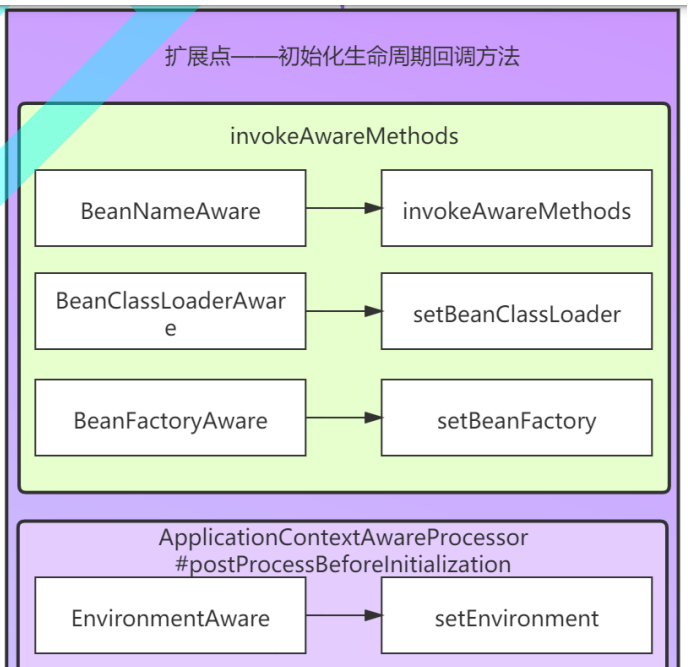 扩展点——初始化生命周期回调方法
invokeAwareMethods
BeanNameAware
invokeAwareMethods
BeanClassLoaderAwar
e
setBeanClassLoader
BeanFactoryAware
setBeanFactory
ApplicationContextAwareProcessor
#postProcessBeforeInitialization
EnvironmentAware
setEnvironment